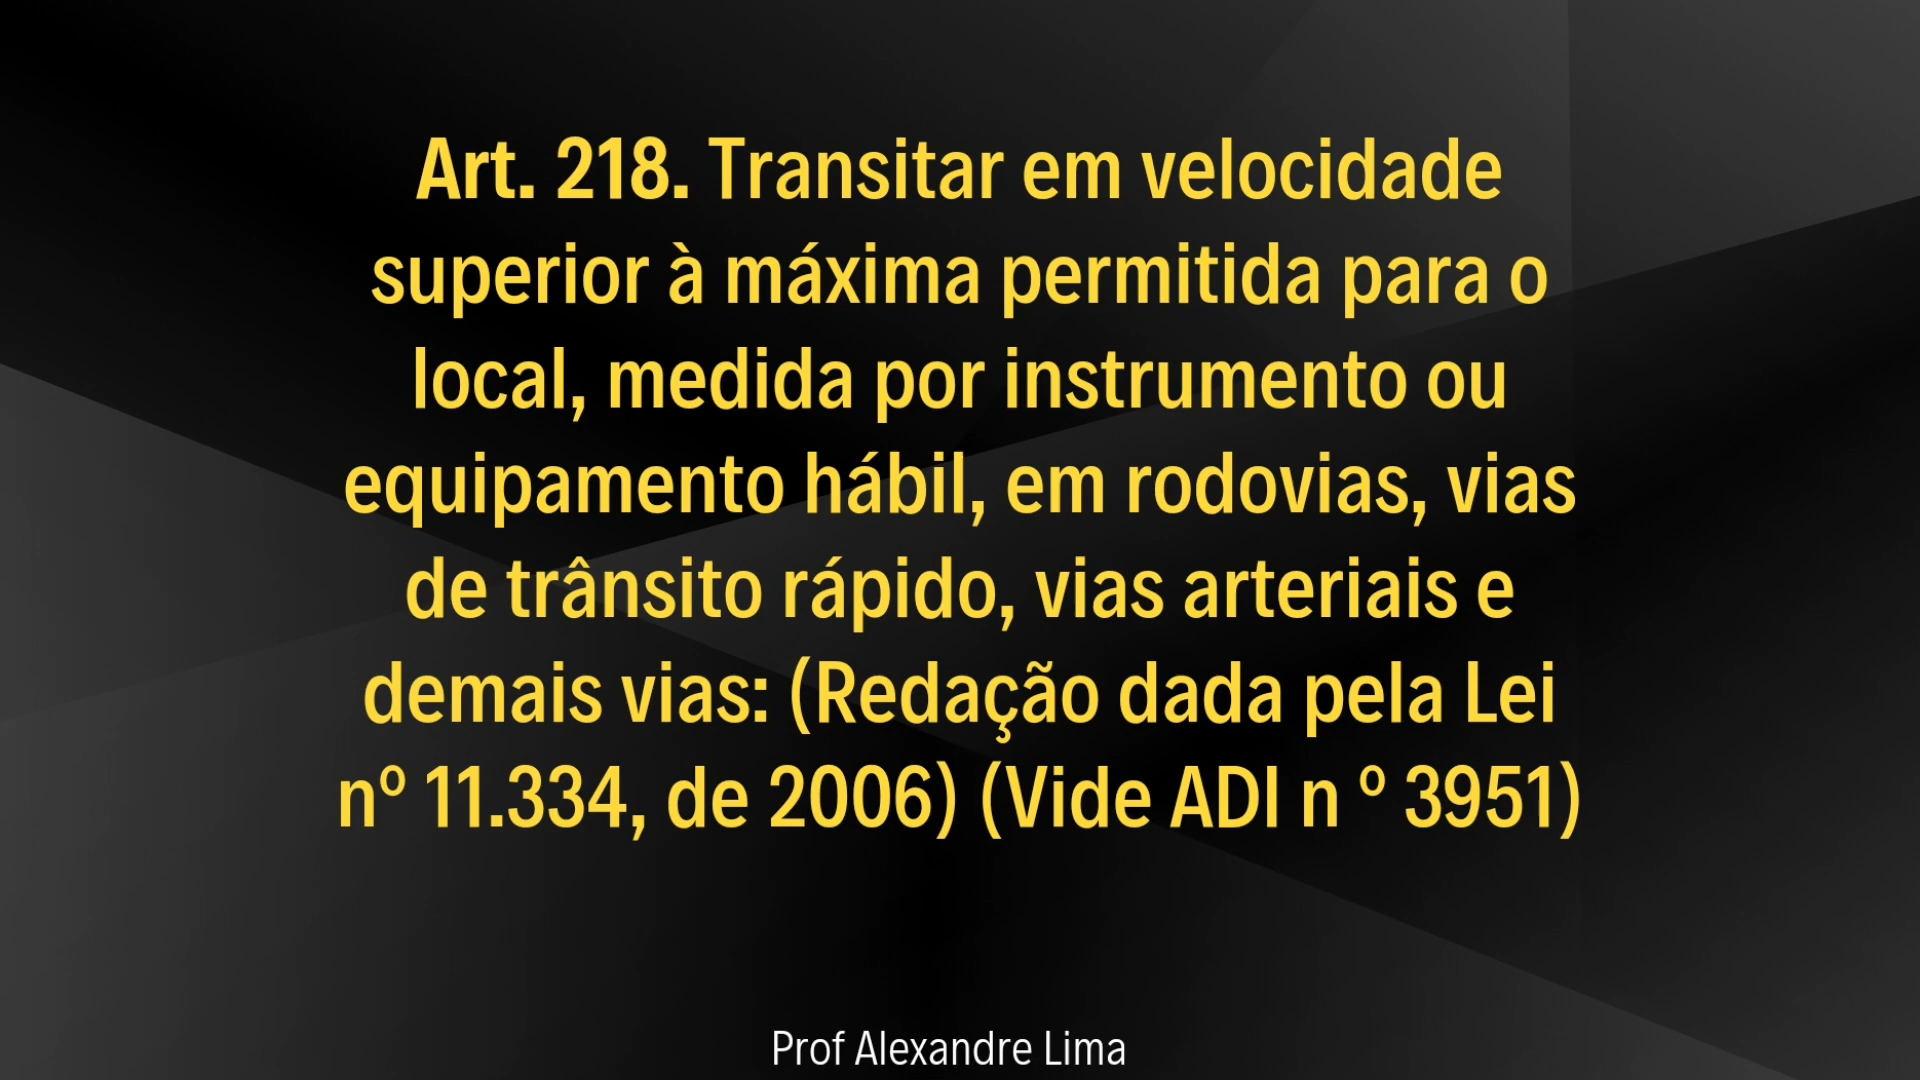 Art. 218. Transitar em velocidade
superior à máxima permitida para o
local, medida por instrumento ou
equipamento hábil, em rodovias, vias
de trânsito rápido, vias arteriais e
demais vias: (Redação dada pela Lei
nº 11.334, de 2006) (Vide ADI n º 3951)
Prof Alexandre Lima